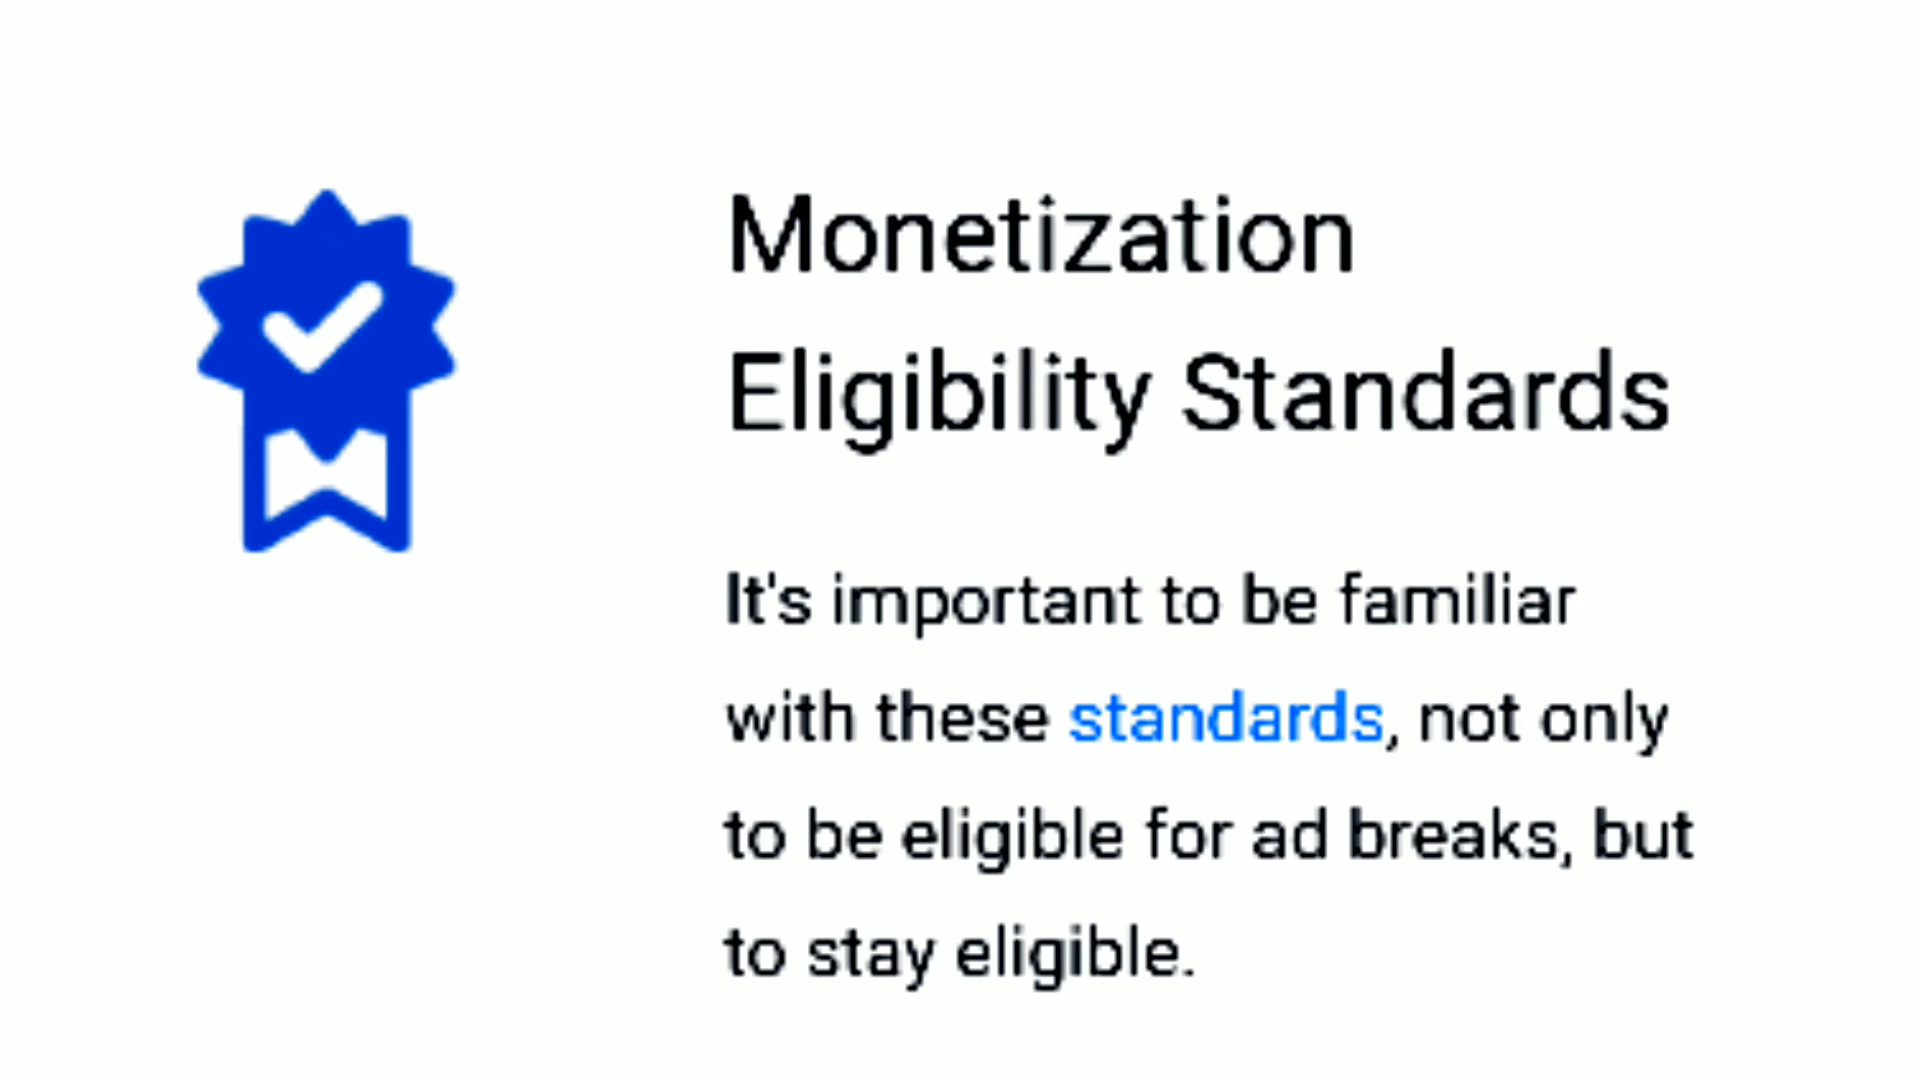 Monetization
Eligibility Standards
It's important to be familiar
with these standards, not only
to be eligible for ad breaks, but
to stay eligible.